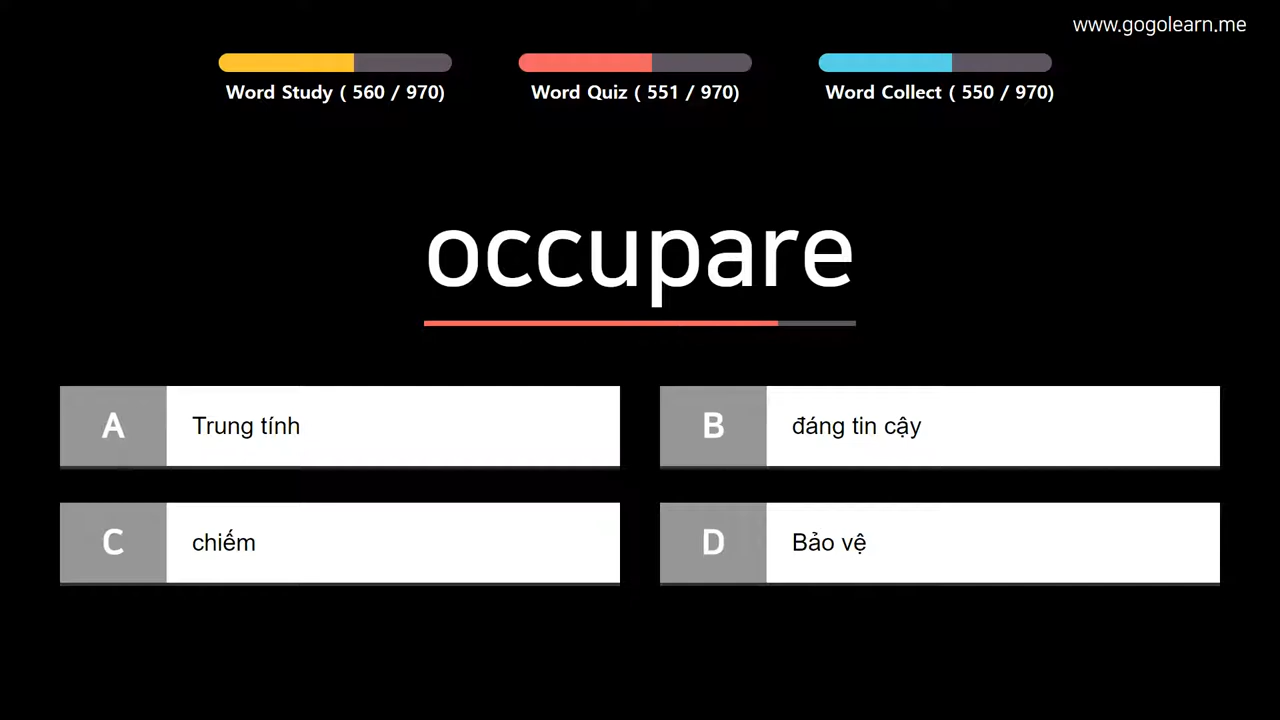 www.gogolearn.me
Word Study ( 560 / 970)
Word Quiz ( 551 / 970)
Word Collect ( 550 / 970)
occupare
A Trung tính
B đáng tin cậy
C chiếm
D Bảo vệ